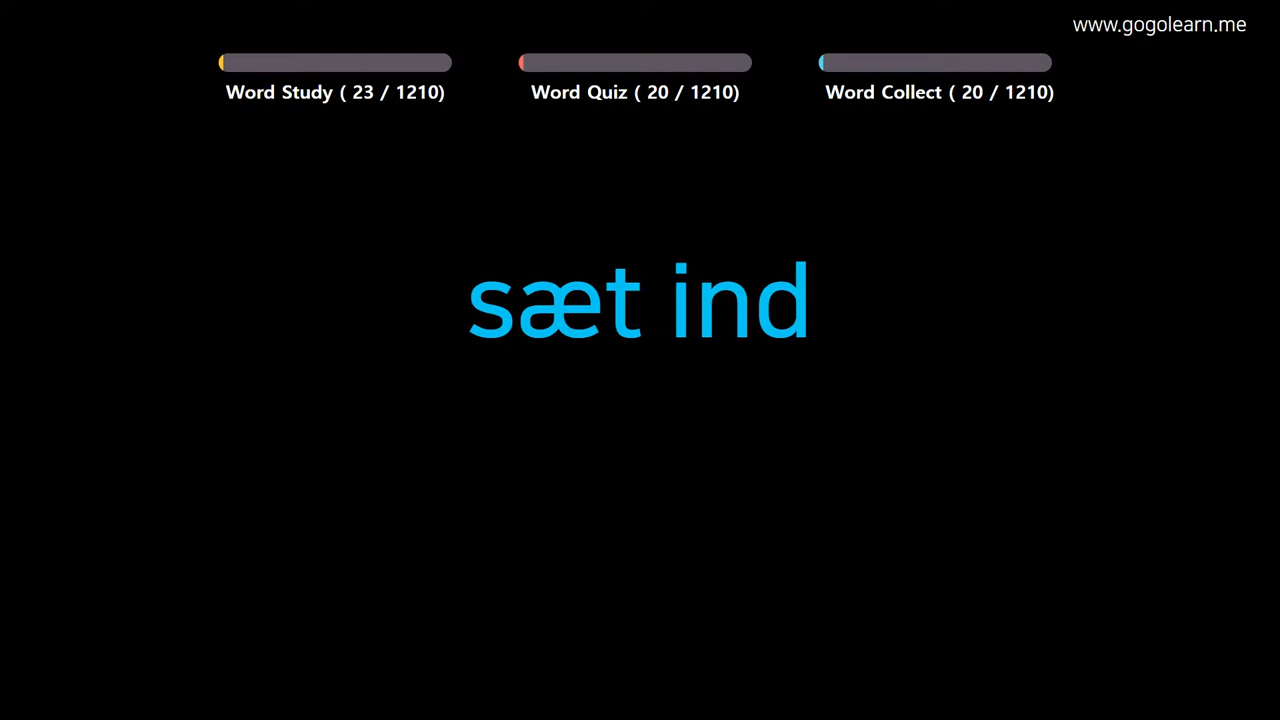 www.gogolearn.me
Word Study ( 23 / 1210)
Word Quiz ( 20 / 1210)
Word Collect ( 20 / 1210)
sæt ind